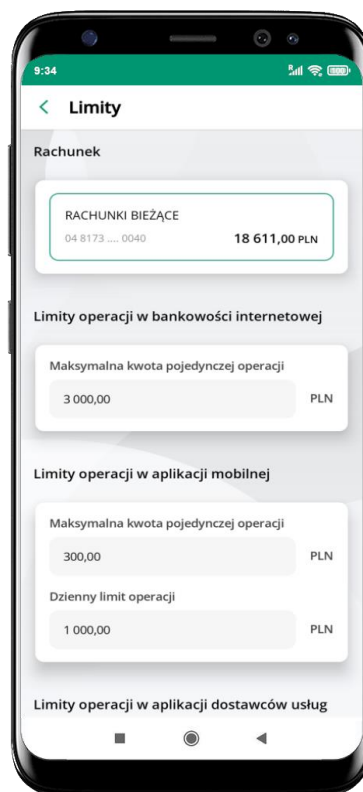 9:34
Limity
Rachunek
RACHUNKI BIEŻĄCE
04 8173 .... 0040
18 611,00 PLN
Limity operacji w bankowości internetowej
Maksymalna kwota pojedynczej operacji
3 000,00 PLN
Limity operacji w aplikacji mobilnej
Maksymalna kwota pojedynczej operacji
300,00 PLN
Dzienny limit operacji
1 000,00 PLN
Limity operacji w aplikacji dostawców usług